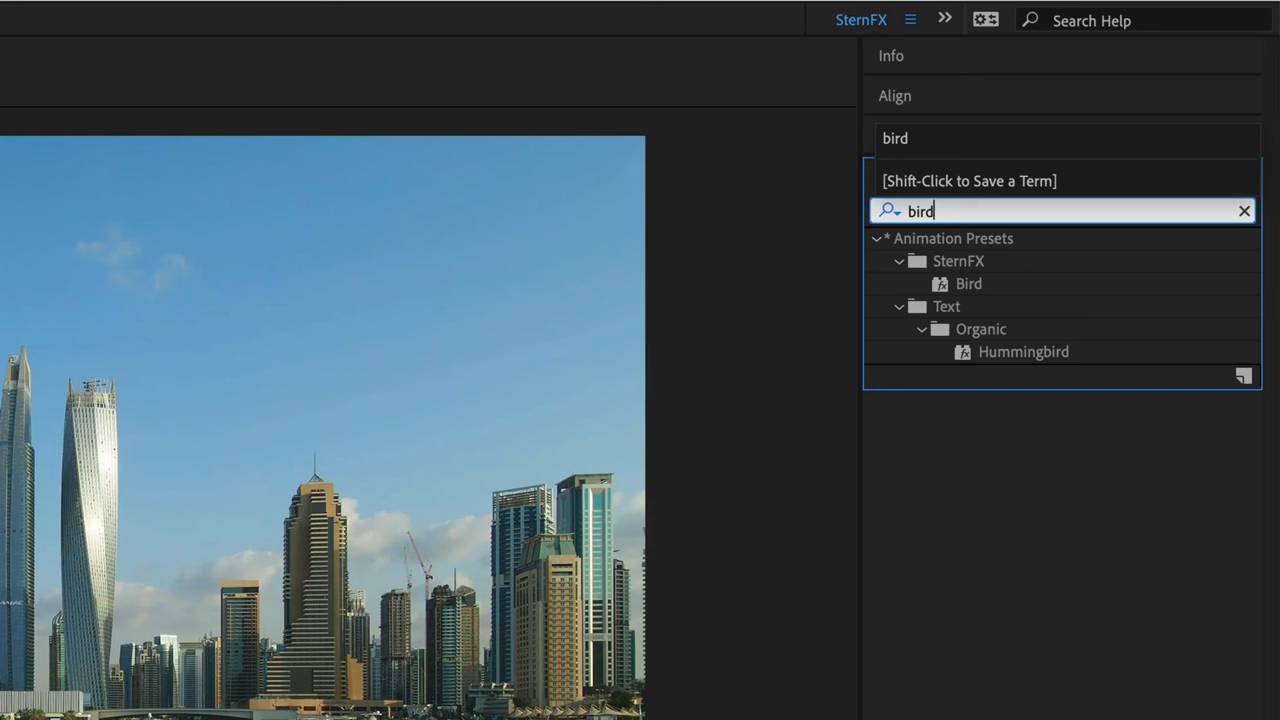 SternFX
Search Help
Info
Align
bird
[Shift-Click to Save a Term]
bird
* Animation Presets
SternFX
Bird
Text
Organic
Hummingbird